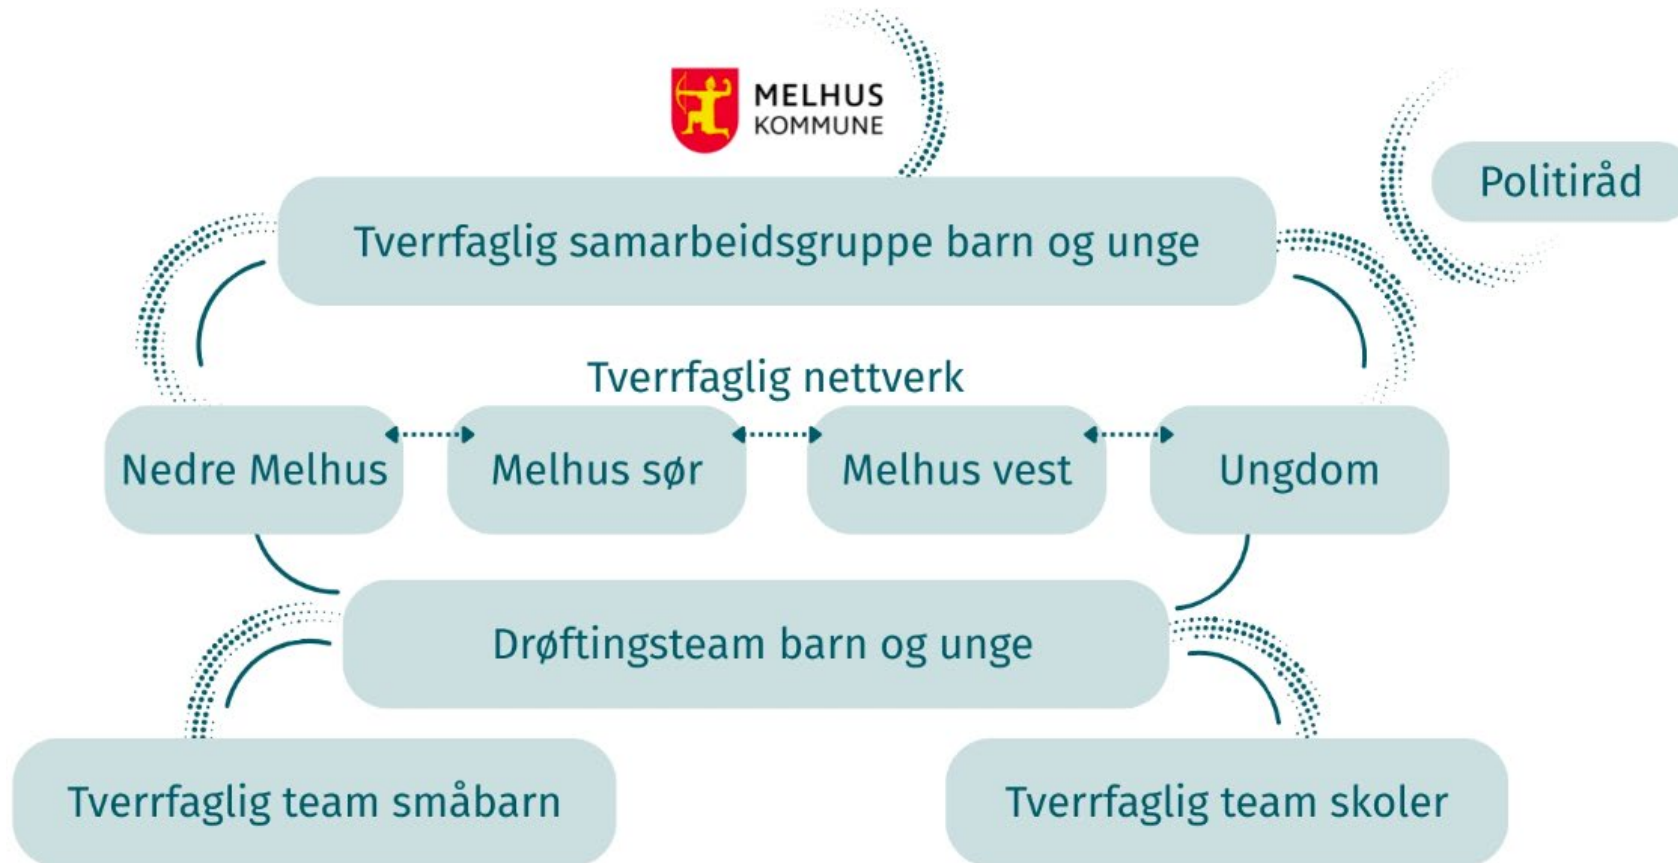 MELHUS
KOMMUNE
Politiråd
Tverrfaglig samarbeidsgruppe barn og unge
Tverrfaglig nettverk
Nedre Melhus
Melhus sør
Melhus vest
Ungdom
Drøftingsteam barn og unge
Tverrfaglig team småbarn
Tverrfaglig team skoler